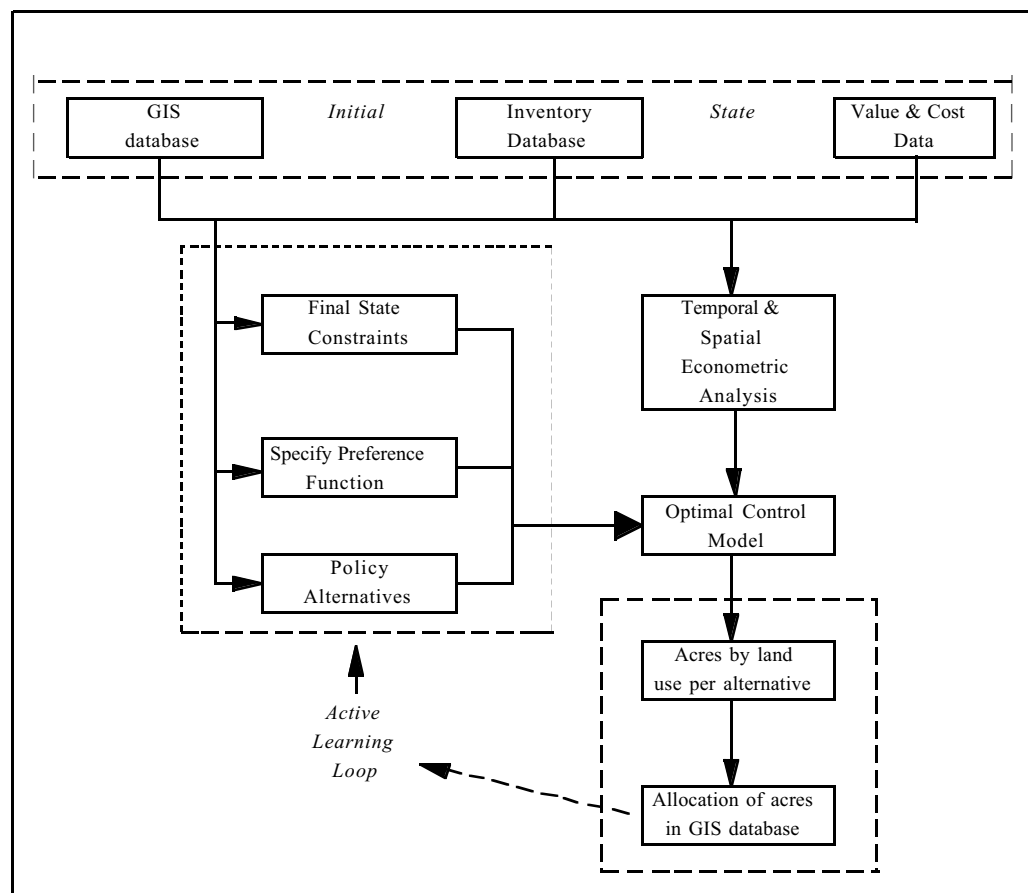 GIS
database
Initial
Inventory
Database
State
Value & Cost
Data
Final State
Constraints
Temporal &
Spatial
Econometric
Analysis
Specify Preference
Function
Optimal Control
Model
Policy
Alternatives
Acres by land
use per alternative
Active
Learning
Loop
Allocation of acres
in GIS database